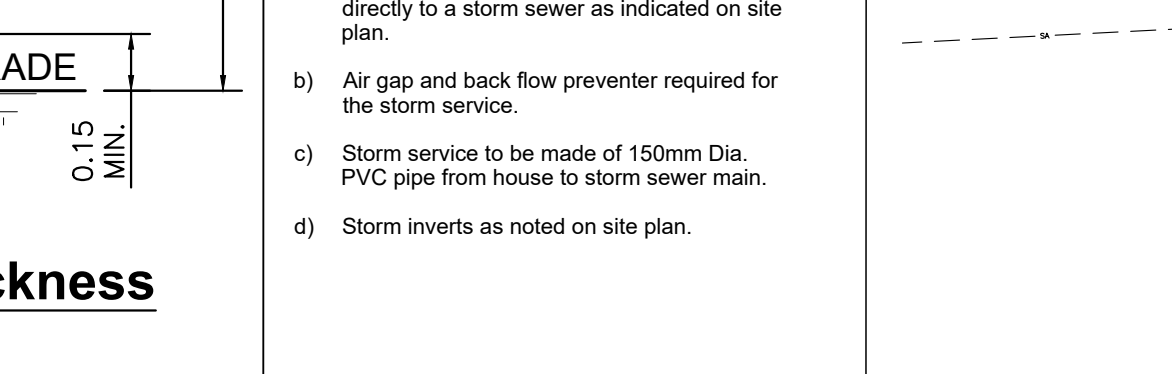 ADE
0.15
MIN.
ckness
directly to a storm sewer as indicated on site
plan.
b) Air gap and back flow preventer required for
the storm service.
c) Storm service to be made of 150mm Dia.
PVC pipe from house to storm sewer main.
d) Storm inverts as noted on site plan.
SA